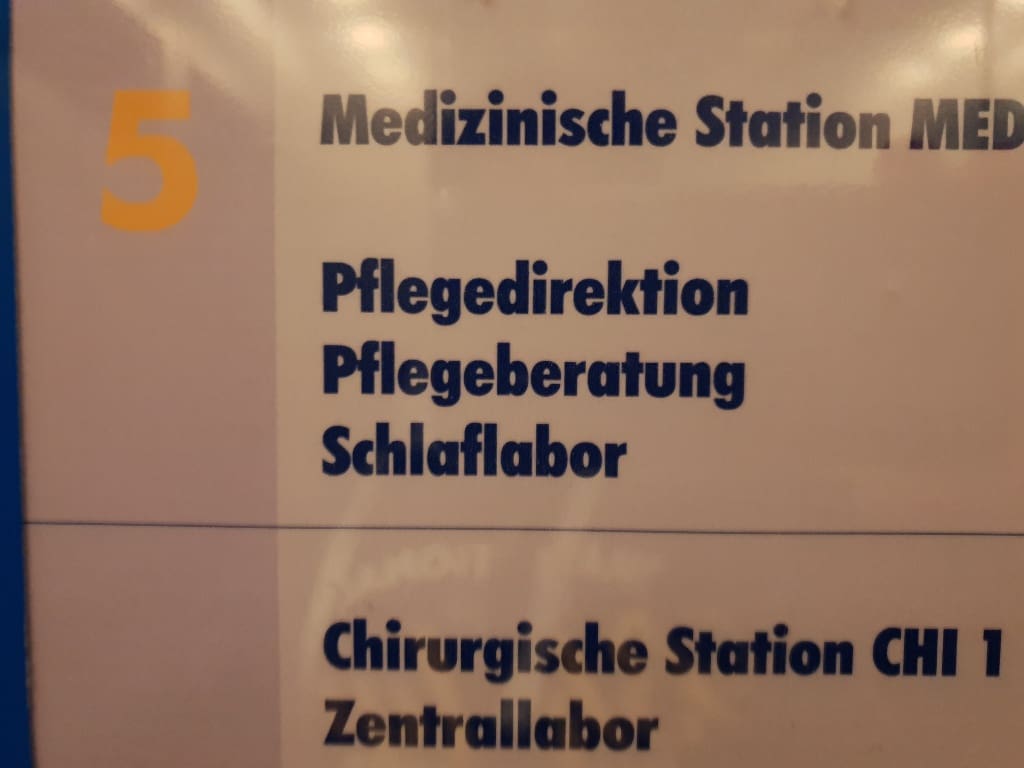 5
Medizinische Station MED
Pflegedirektion
Pflegeberatung
Schlaflabor
Chirurgische Station CHI 1
Zentrallabor